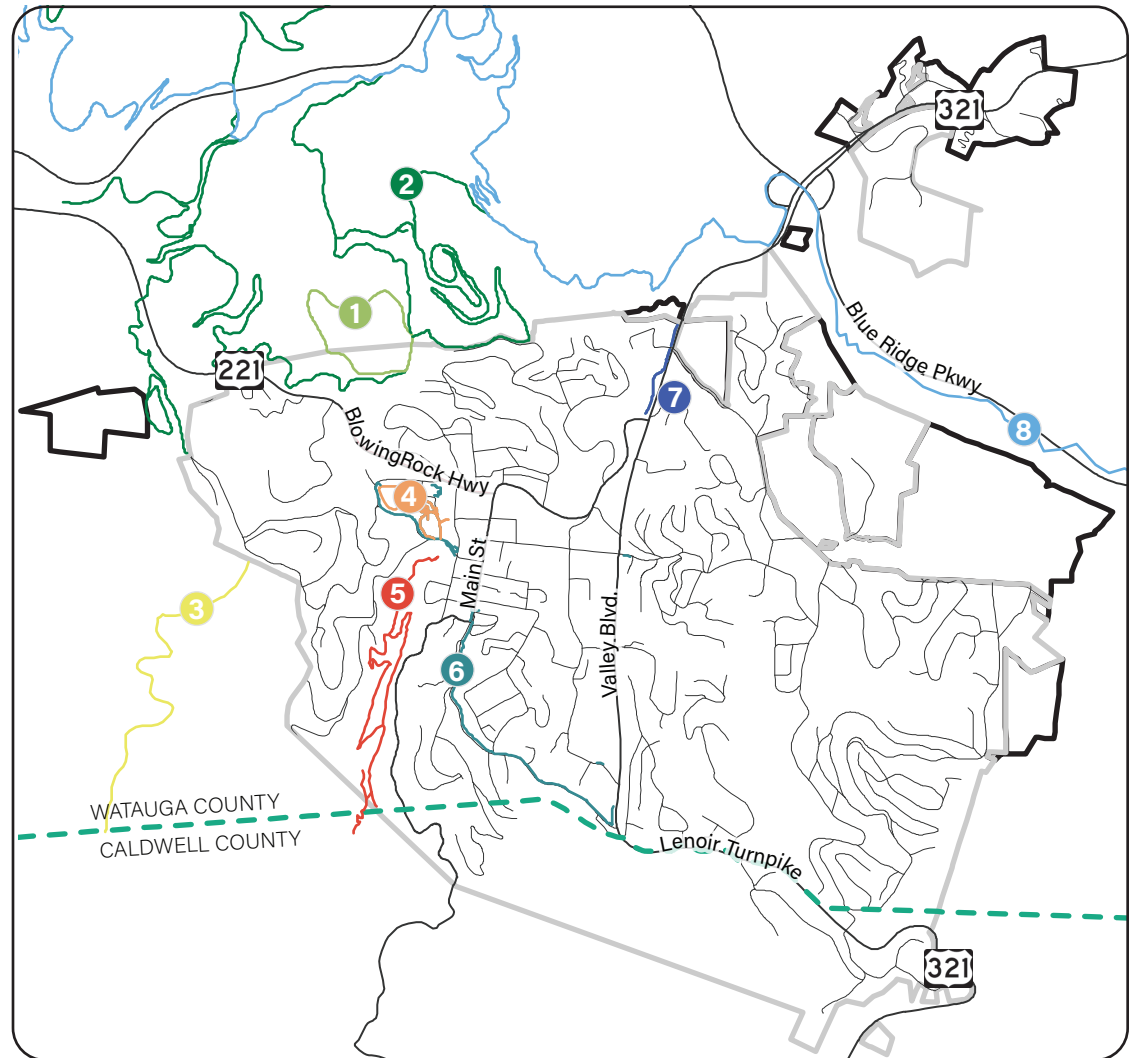 321
2
1
221
Blue Ridge Pkwy
7
8
BlowingRock Hwy
4
Main St
5
3
Valley Blvd.
6
WATAUGA COUNTY
CALDWELL COUNTY
Lenoir Turnpike
321